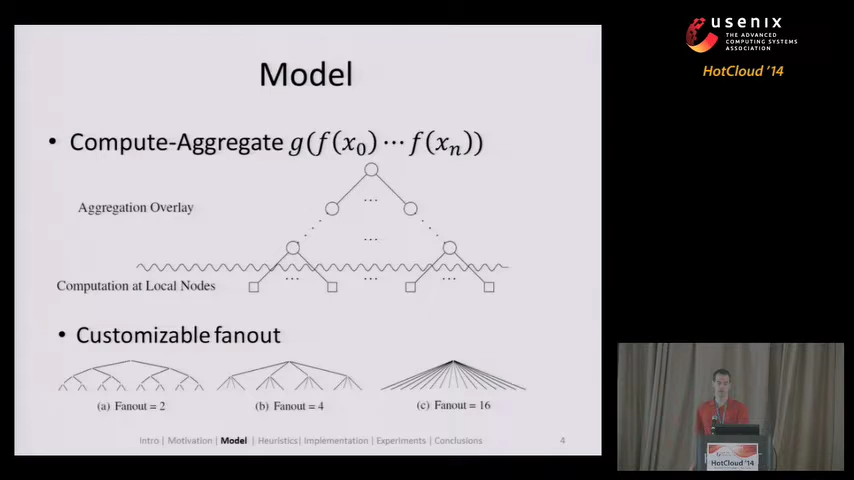 usenix
THE ADVANCED
COMPUTING SYSTEMS
ASSOCIATION
HotCloud '14
Model
• Compute-Aggregate g(f(x₀) ⋯ f(xₙ))
Aggregation Overlay
Computation at Local Nodes
• Customizable fanout
(a) Fanout = 2
(b) Fanout = 4
(c) Fanout = 16
Intro | Motivation | Model | Heuristics | Implementation | Experiments | Conclusions
4
HotCloud '14